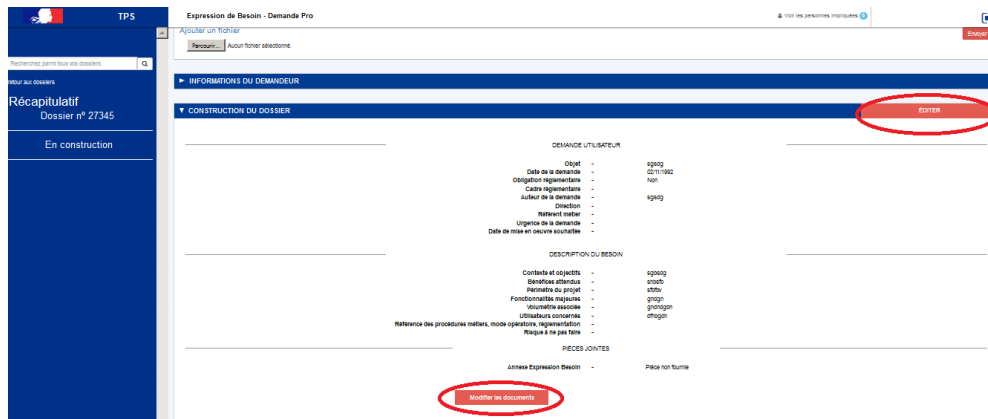 TPS
Expression de Besoin - Demande Pro
Voir les personnes impliquées 0
Ajouter un fichier
Envoyer
Parcourir... Aucun fichier sélectionné.
Recherchez parmi tous vos dossiers
retour aux dossiers
► INFORMATIONS DU DEMANDEUR
Récapitulatif
Dossier nº 27345
▼ CONSTRUCTION DU DOSSIER
ÉDITER
En construction
DEMANDE UTILISATEUR
Objet - sgsdg
Date de la demande - 02/11/1992
Obligation réglementaire - Non
Cadre réglementaire -
Auteur de la demande - sgsdg
Direction -
Référent métier -
Urgence de la demande -
Date de mise en oeuvre souhaitée -
DESCRIPTION DU BESOIN
Contexte et objectifs - sgbsdg
Bénéfices attendus -
Périmètre du projet -
Fonctionnalités majeures - gndgn
Volumétrie associée -
Utilisateurs concernés -
Référence des procédures métiers, mode opératoire, réglementation -
Risque à ne pas faire -
PIÈCES JOINTES
Annexe Expression Besoin - Pièce non fournie
Modifier les documents